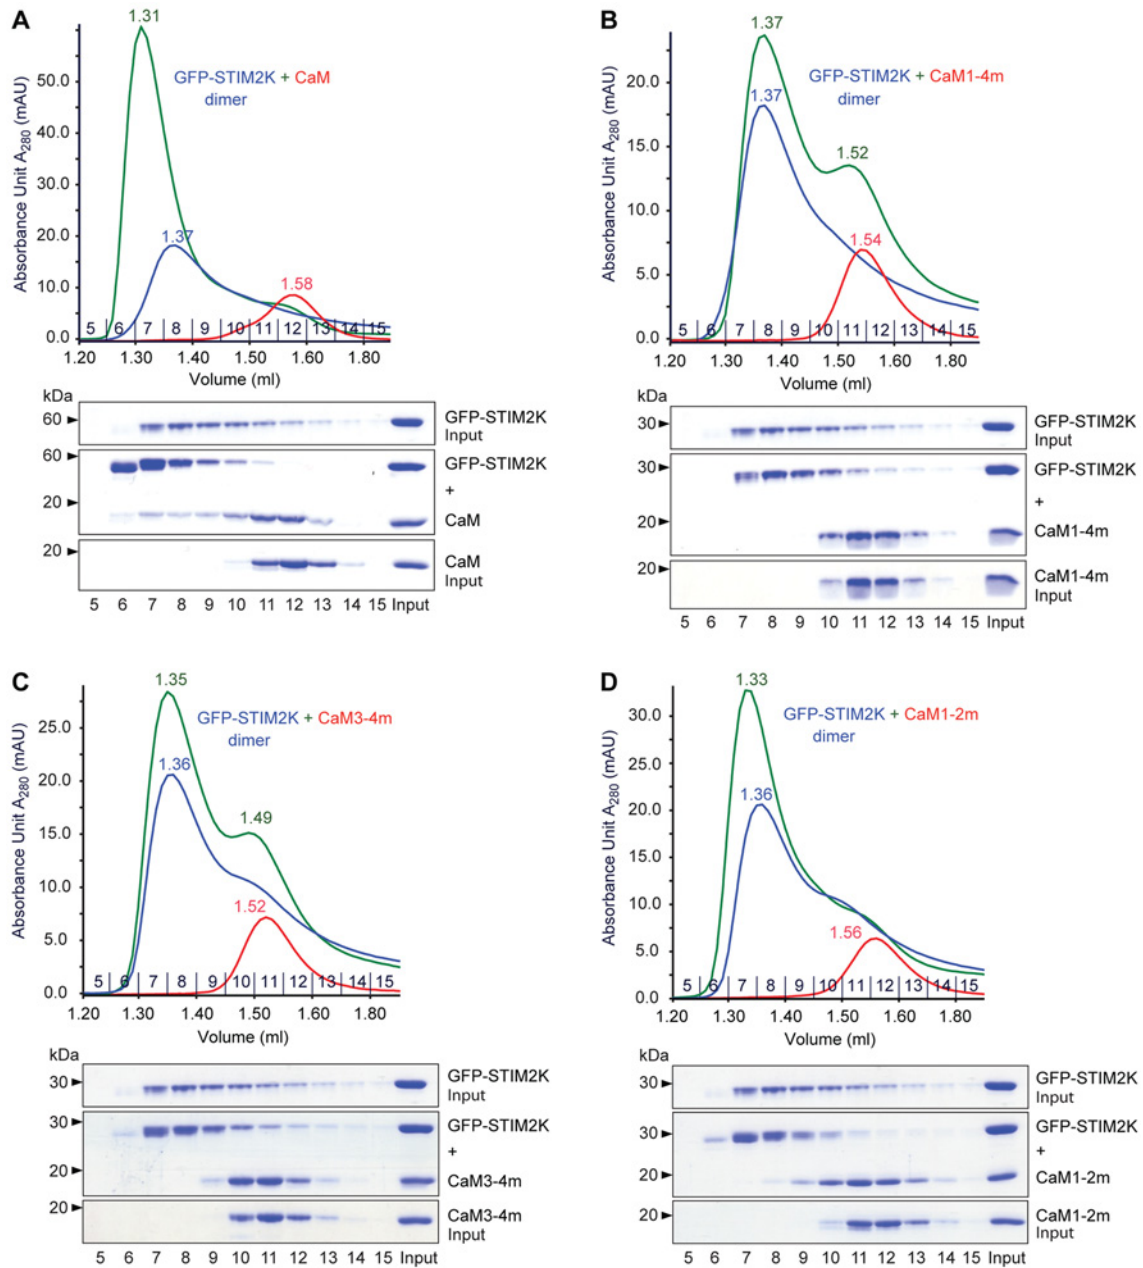 A
1.31
GFP-STIM2K + CaM
dimer
Absorbance Unit A280 (mAU)
50.0
40.0
30.0
20.0
10.0
0.0
1.37
1.58
5 6 7 8 9 10 11 12 13 14 15
1.20 1.30 1.40 1.50 1.60 1.80
Volume (ml)
kDa
60
GFP-STIM2K
Input
60
GFP-STIM2K
+
20
CaM
20
CaM
Input
5 6 7 8 9 10 11 12 13 14 15 Input
B
1.37
GFP-STIM2K + CaM1-4m
dimer
Absorbance Unit A280 (mAU)
20.0
15.0
10.0
5.0
0.0
1.37
1.52
1.54
5 6 7 8 9 10 11 12 13 14 15
1.20 1.30 1.40 1.50 1.60 1.80
Volume (ml)
kDa
30
GFP-STIM2K
Input
30
GFP-STIM2K
+
20
CaM1-4m
20
CaM1-4m
Input
5 6 7 8 9 10 11 12 13 14 15 Input
C
1.35
GFP-STIM2K + CaM3-4m
dimer
Absorbance Unit A280 (mAU)
25.0
20.0
15.0
10.0
5.0
0.0
1.36
1.49
1.52
5 6 7 8 9 10 11 12 13 14 15
1.20 1.30 1.40 1.50 1.60 1.80
Volume (ml)
kDa
30
GFP-STIM2K
Input
30
GFP-STIM2K
+
20
CaM3-4m
20
CaM3-4m
Input
5 6 7 8 9 10 11 12 13 14 15 Input
D
1.33
GFP-STIM2K + CaM1-2m
dimer
Absorbance Unit A280 (mAU)
30.0
25.0
20.0
15.0
10.0
5.0
0.0
1.36
1.56
5 6 7 8 9 10 11 12 13 14 15
1.20 1.30 1.40 1.50 1.60 1.80
Volume (ml)
kDa
30
GFP-STIM2K
Input
30
GFP-STIM2K
+
20
CaM1-2m
20
CaM1-2m
Input
5 6 7 8 9 10 11 12 13 14 15 Input